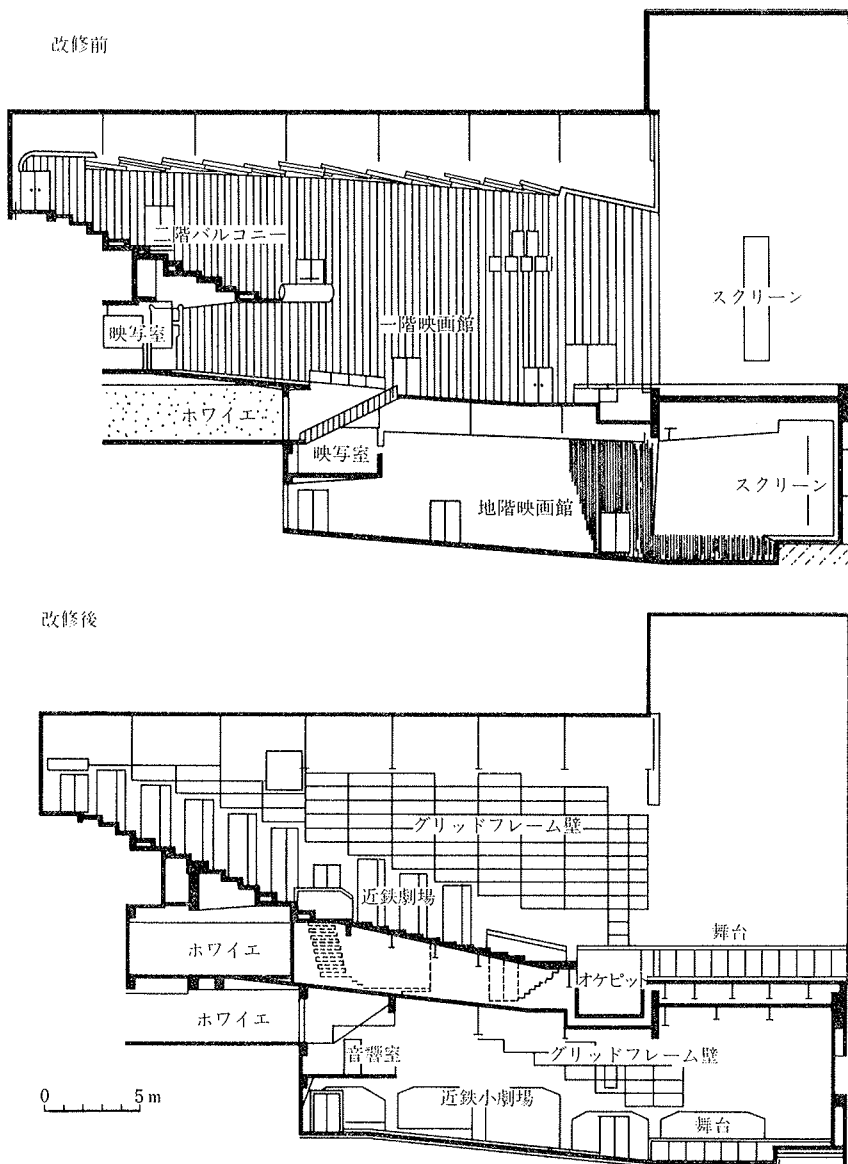 改修前
二階バルコニー
スクリーン
一階映画館
映写室
ホワイエ
映写室
スクリーン
地階映画館
改修後
グリッドフレーム壁
近鉄劇場
舞台
ホワイエ
オケピット
ホワイエ
音響室
グリッドフレーム壁
0 5m
近鉄小劇場
舞台